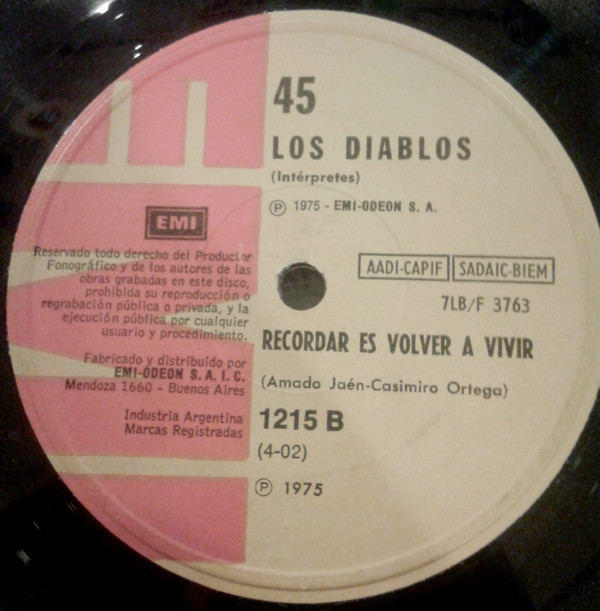 45
LOS DIABLOS
(Intérpretes)
Ⓟ 1975 - EMI-ODEON S. A.
EMI
Reservado todo derecho del Productor
Fonográfico y de los autores de las
obras grabadas en este disco,
prohibida su reproducción o
regrabación pública o privada, y la
ejecución pública por cualquier
usuario y procedimiento.
Fabricado y distribuido por
EMI-ODEON S. A. I. C.
Mendoza 1660 - Buenos Aires
Industria Argentina
Marcas Registradas
AADI-CAPIF SADAIC-BIEM
7LB/F 3763
RECORDAR ES VOLVER A VIVIR
(Amado Jaén-Casimiro Ortega)
1215 B
(4-02)
Ⓟ 1975